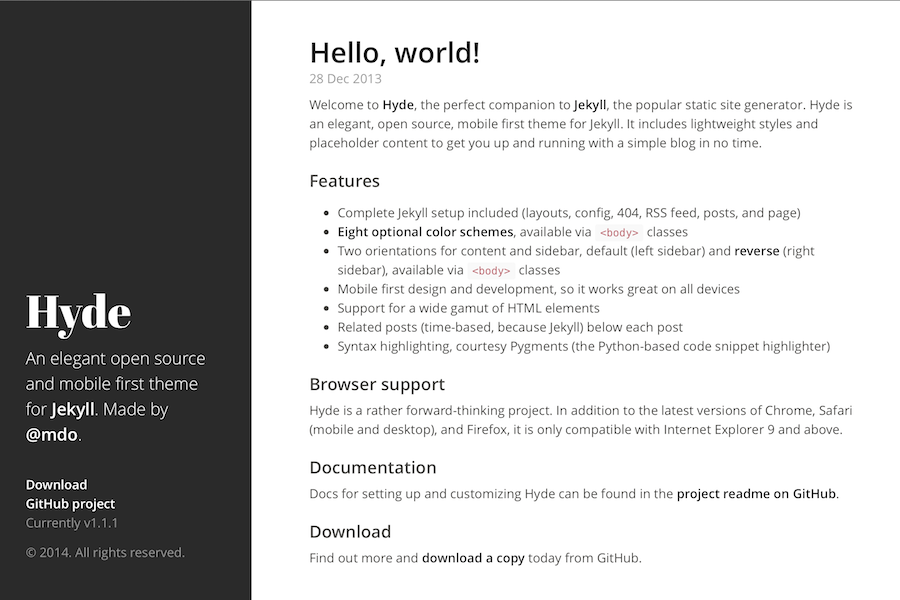 Hyde
An elegant open source
and mobile first theme
for Jekyll. Made by
@mdo.
Download
GitHub project
Currently v1.1.1
© 2014. All rights reserved.
Hello, world!
28 Dec 2013
Welcome to Hyde, the perfect companion to Jekyll, the popular static site generator. Hyde is
an elegant, open source, mobile first theme for Jekyll. It includes lightweight styles and
placeholder content to get you up and running with a simple blog in no time.
Features
• Complete Jekyll setup included (layouts, config, 404, RSS feed, posts, and page)
• Eight optional color schemes, available via <body> classes
• Two orientations for content and sidebar, default (left sidebar) and reverse (right
sidebar), available via <body> classes
• Mobile first design and development, so it works great on all devices
• Support for a wide gamut of HTML elements
• Related posts (time-based, because Jekyll) below each post
• Syntax highlighting, courtesy Pygments (the Python-based code snippet highlighter)
Browser support
Hyde is a rather forward-thinking project. In addition to the latest versions of Chrome, Safari
(mobile and desktop), and Firefox, it is only compatible with Internet Explorer 9 and above.
Documentation
Docs for setting up and customizing Hyde can be found in the project readme on GitHub.
Download
Find out more and download a copy today from GitHub.